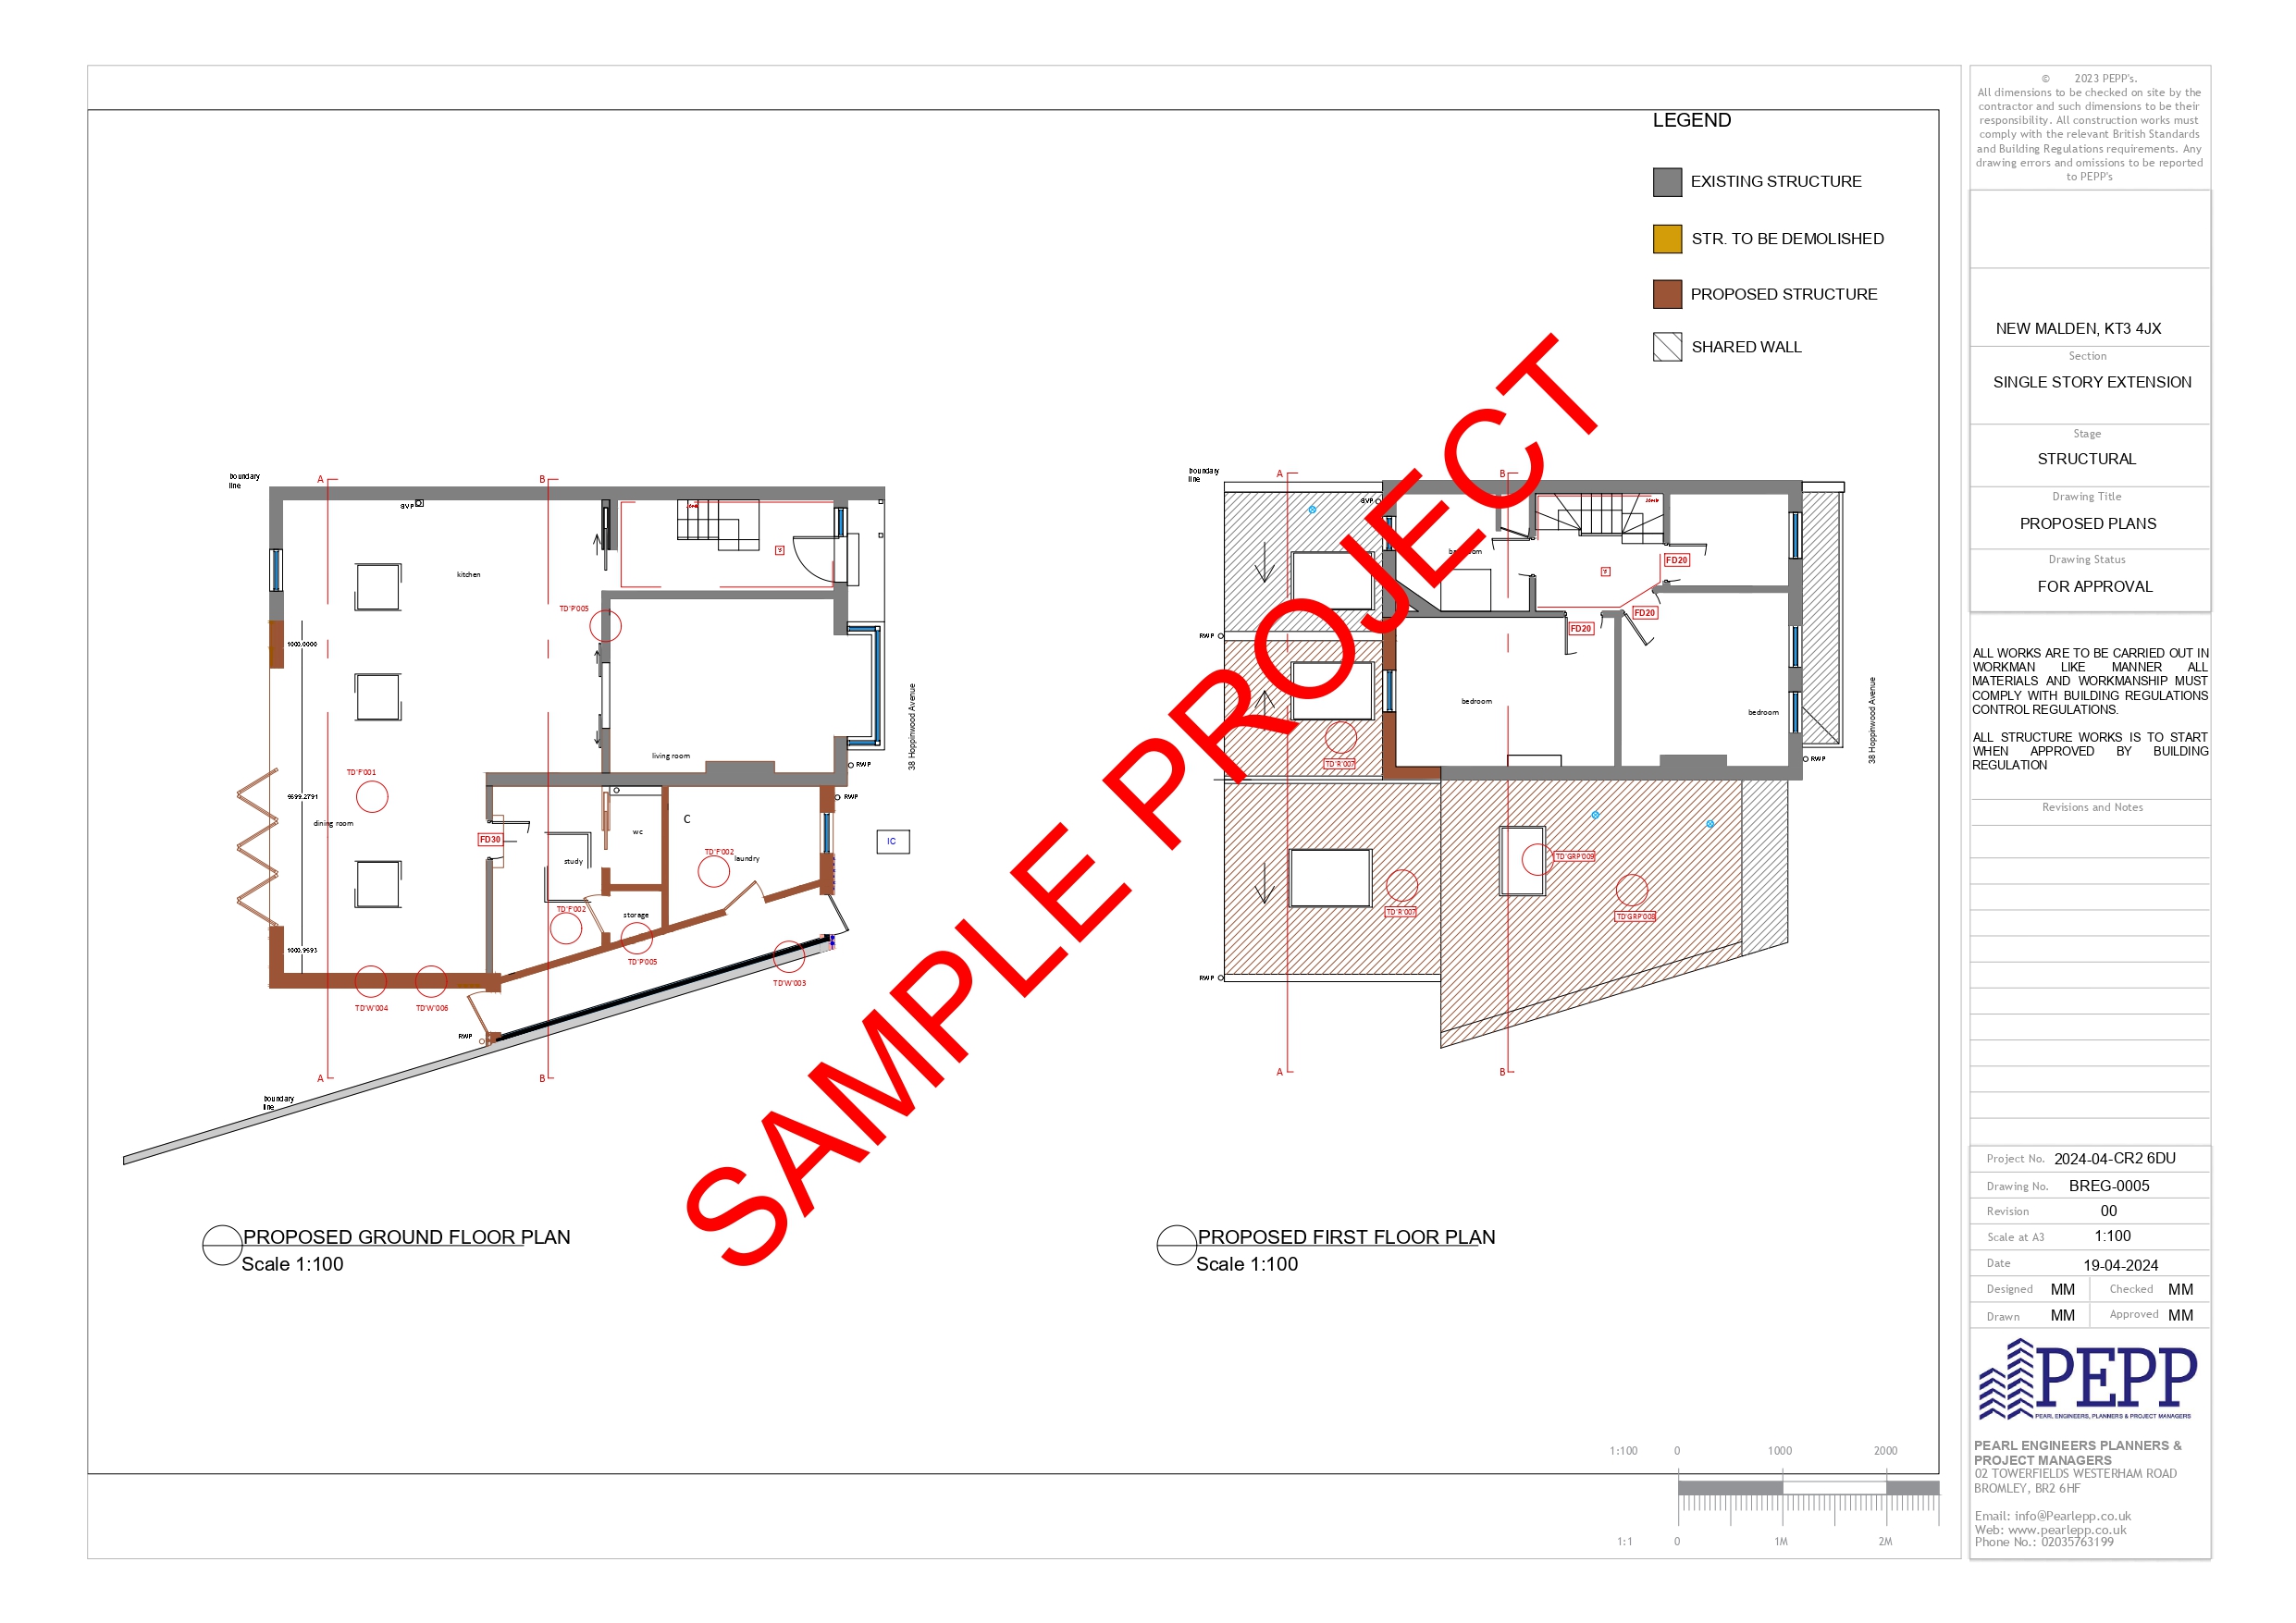 LEGEND
EXISTING STRUCTURE
STR. TO BE DEMOLISHED
PROPOSED STRUCTURE
SHARED WALL
boundary
line
A
B
SVP
kitchen
TD'P'005
1000.0000
living room
38 Hoppinwood Avenue
RWP
RWP
TD'F'001
9699.2791
dining room
FD30
study
wc
C
TD'F'002
laundry
IC
TD'F'002
storage
TD'P'005
1000.9693
TD'W'003
TD'W'004
TD'W'006
RWP
A
B
boundary
line
PROPOSED GROUND FLOOR PLAN
Scale 1:100
boundary
line
A
B
SVP
FD20
FD20
FD20
RWP
bedroom
bedroom
38 Hoppinwood Avenue
RWP
TD'R'007
TD'GRP'009
TD'R'007
TD'GRP'008
RWP
A
B
PROPOSED FIRST FLOOR PLAN
Scale 1:100
SAMPLE PROJECT
1:100 0 1000 2000
1:1 0 1M 2M
© 2023 PEPP's.
All dimensions to be checked on site by the
contractor and such dimensions to be their
responsibility. All construction works must
comply with the relevant British Standards
and Building Regulations requirements. Any
drawing errors and omissions to be reported
to PEPP's
NEW MALDEN, KT3 4JX
Section
SINGLE STORY EXTENSION
Stage
STRUCTURAL
Drawing Title
PROPOSED PLANS
Drawing Status
FOR APPROVAL
ALL WORKS ARE TO BE CARRIED OUT IN
WORKMAN LIKE MANNER ALL
MATERIALS AND WORKMANSHIP MUST
COMPLY WITH BUILDING REGULATIONS
CONTROL REGULATIONS.
ALL STRUCTURE WORKS IS TO START
WHEN APPROVED BY BUILDING
REGULATION
Revisions and Notes
Project No. 2024-04-CR2 6DU
Drawing No. BREG-0005
Revision 00
Scale at A3 1:100
Date 19-04-2024
Designed MM Checked MM
Drawn MM Approved MM
PEPP
PEARL ENGINEERS, PLANNERS & PROJECT MANAGERS
PEARL ENGINEERS PLANNERS &
PROJECT MANAGERS
02 TOWERFIELDS WESTERHAM ROAD
BROMLEY, BR2 6HF
Email: info@Pearlepp.co.uk
Web: www.pearlepp.co.uk
Phone No.: 02035763199